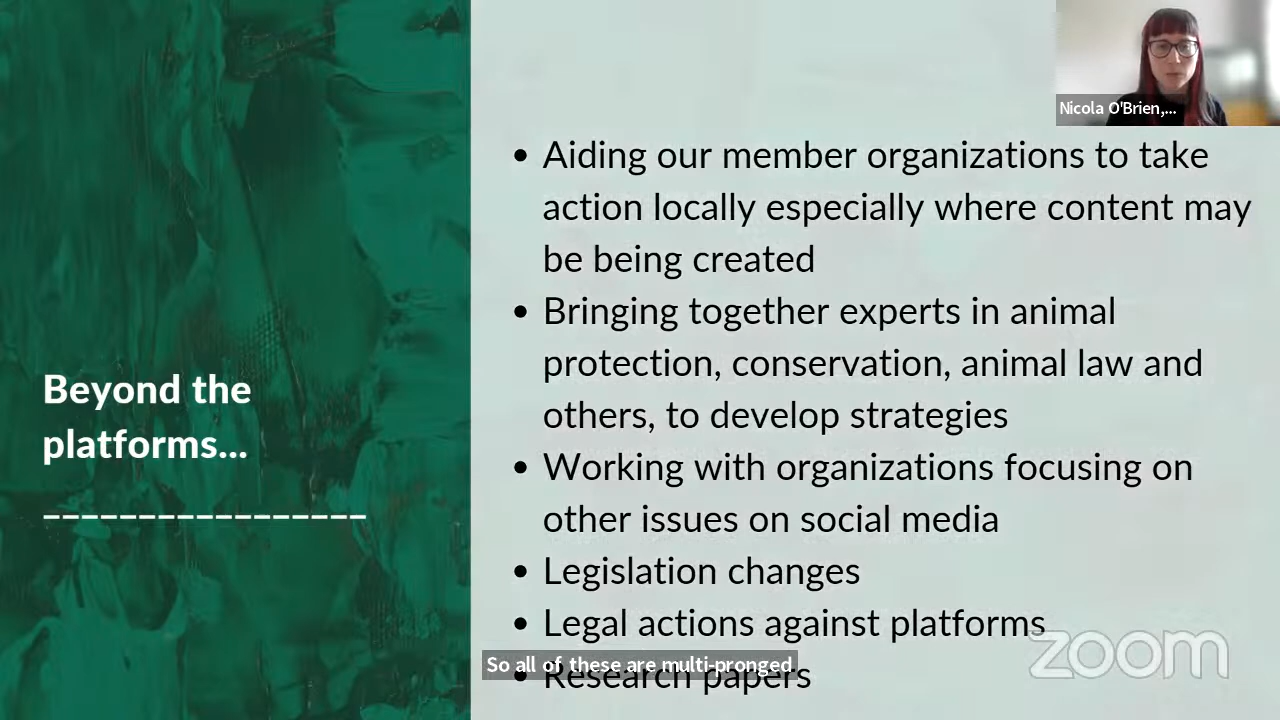 Nicola O'Brien,...
Aiding our member organizations to take
action locally especially where content may
be being created
Bringing together experts in animal
protection, conservation, animal law and
others, to develop strategies
Working with organizations focusing on
other issues on social media
Legislation changes
Legal actions against platforms
Research papers
Beyond the
platforms...
-----------------
So all of these are multi-pronged
zoom